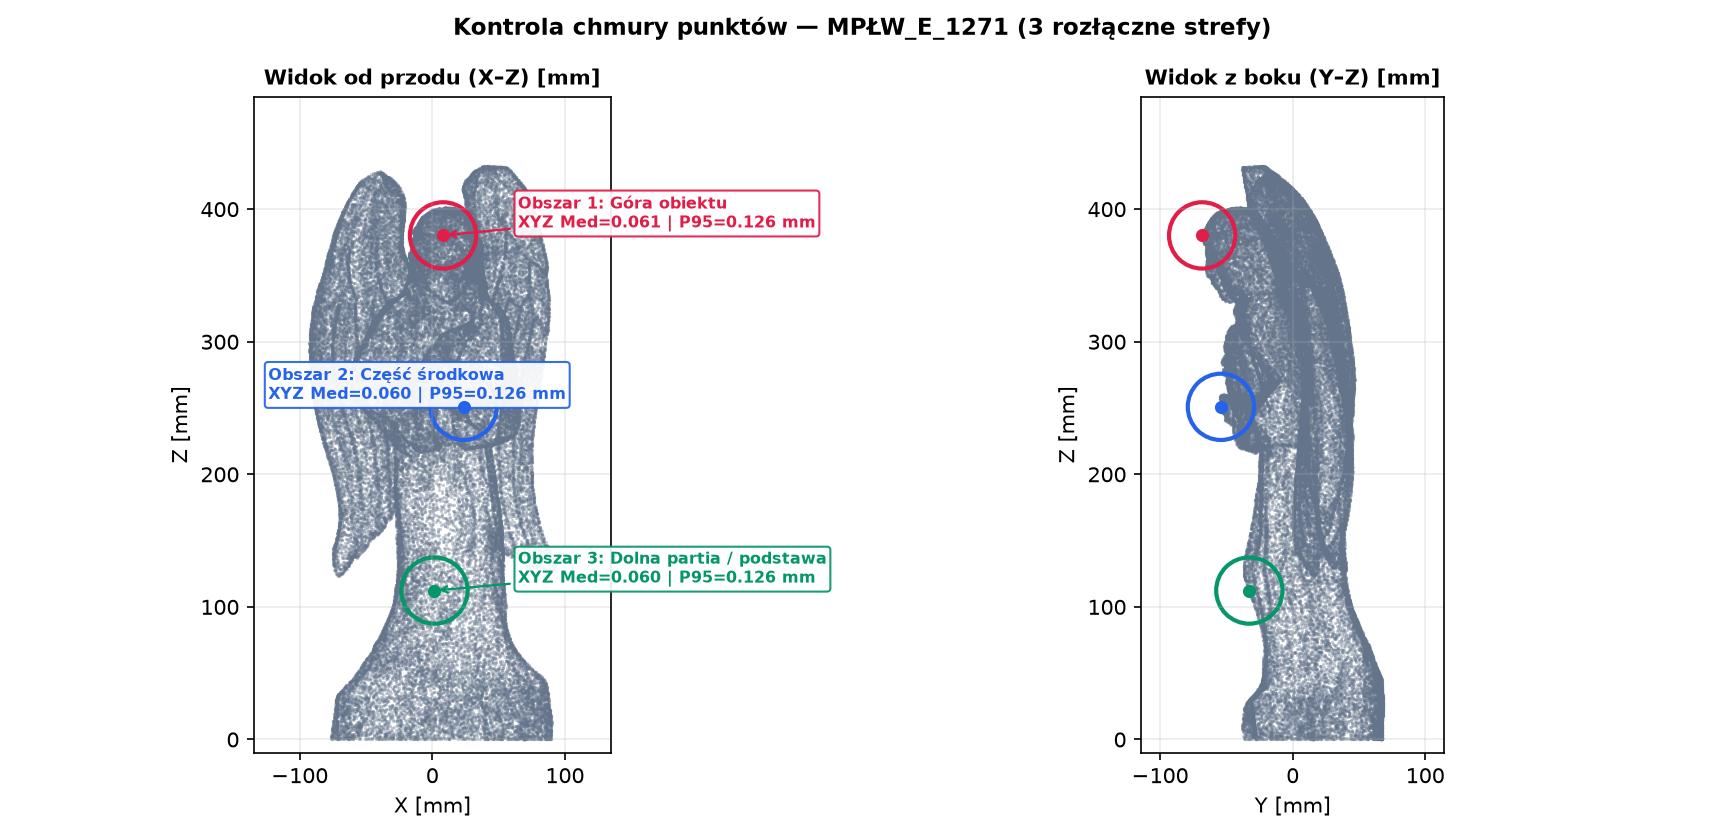 Kontrola chmury punktów — MPŁW_E_1271 (3 rozłączne strefy)
Widok od przodu (X–Z) [mm]
Obszar 1: Góra obiektu
XYZ Med=0.061 | P95=0.126 mm
Obszar 2: Część środkowa
XYZ Med=0.060 | P95=0.126 mm
Obszar 3: Dolna partia / podstawa
XYZ Med=0.060 | P95=0.126 mm
Z [mm]
400
300
200
100
0
−100 0 100
X [mm]
Widok z boku (Y–Z) [mm]
Z [mm]
400
300
200
100
0
−100 0 100
Y [mm]